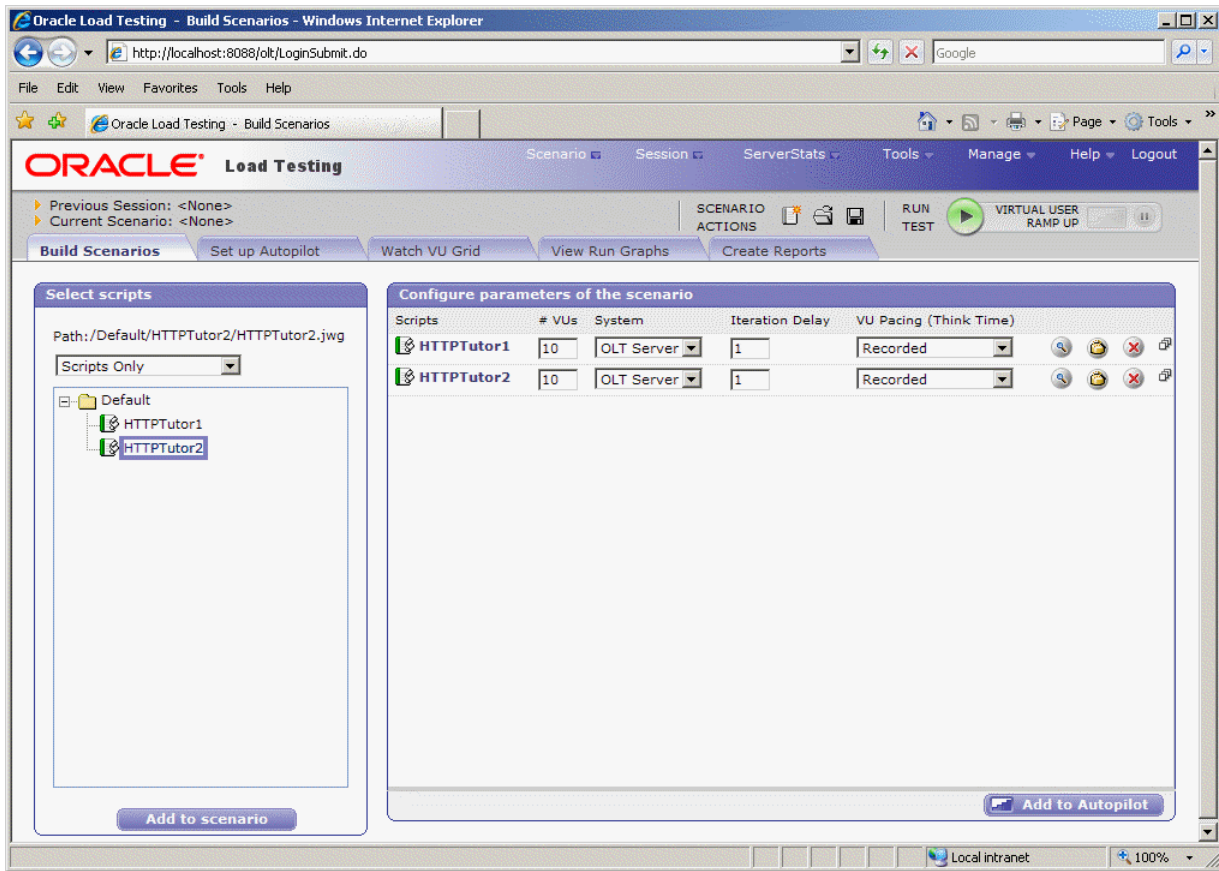 Oracle Load Testing - Build Scenarios - Windows Internet Explorer
http://localhost:8088/olt/LoginSubmit.do
Google
File Edit View Favorites Tools Help
Oracle Load Testing - Build Scenarios
Page Tools
ORACLE Load Testing
Scenario Session ServerStats Tools Manage Help Logout
Previous Session: <None>
Current Scenario: <None>
SCENARIO ACTIONS
RUN TEST
VIRTUAL USER RAMP UP
Build Scenarios Set up Autopilot Watch VU Grid View Run Graphs Create Reports
Select scripts
Path:/Default/HTTPTutor2/HTTPTutor2.jwg
Scripts Only
Default
HTTPTutor1
HTTPTutor2
Add to scenario
Configure parameters of the scenario
Scripts # VUs System Iteration Delay VU Pacing (Think Time)
HTTPTutor1 10 OLT Server 1 Recorded
HTTPTutor2 10 OLT Server 1 Recorded
Add to Autopilot
Local intranet 100%